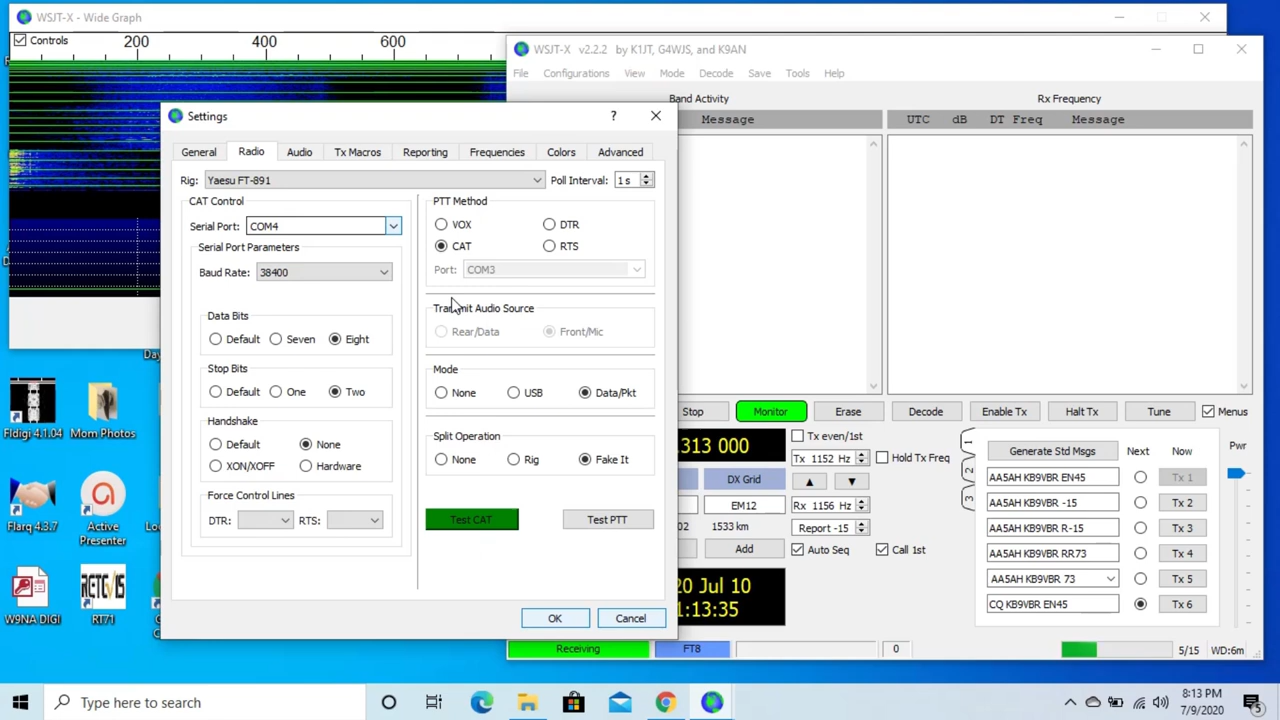 WSJT-X - Wide Graph
Controls
200 400 600
WSJT-X v2.2.2 by K1JT, G4WJS, and K9AN
File Configurations View Mode Decode Save Tools Help
Band Activity
Rx Frequency
Message
UTC dB DT Freq Message
Settings
?
General Radio Audio Tx Macros Reporting Frequencies Colors Advanced
Rig: Yaesu FT-891
Poll Interval: 1 s
CAT Control
Serial Port: COM4
Serial Port Parameters
Baud Rate: 38400
Data Bits
Default Seven Eight
Stop Bits
Default One Two
Handshake
Default None
XON/XOFF Hardware
Force Control Lines
DTR: RTS:
PTT Method
VOX DTR
CAT RTS
Port: COM3
Transmit Audio Source
Rear/Data Front/Mic
Mode
None USB Data/Pkt
Split Operation
None Rig Fake It
Test CAT
Test PTT
OK Cancel
Stop Monitor Erase Decode Enable Tx Halt Tx Tune Menus
313 000
Tx even/1st
Tx 1152 Hz
Hold Tx Freq
DX Grid
EM12
Rx 1156 Hz
02 1533 km
Report -15
Add
Auto Seq Call 1st
20 Jul 10
1:13:35
1
2
3
Generate Std Msgs Next Now Pwr
AA5AH KB9VBR EN45 Tx 1
AA5AH KB9VBR -15 Tx 2
AA5AH KB9VBR R-15 Tx 3
AA5AH KB9VBR RR73 Tx 4
AA5AH KB9VBR 73 Tx 5
CQ KB9VBR EN45 Tx 6
Receiving FT8 0 5/15 WD:6m
Day
Fldigi 4.1.04
Mom Photos
Flarq 4.3.7
Active Presenter
W9NA DIGI
RT71
Type here to search
8:13 PM
7/9/2020
5